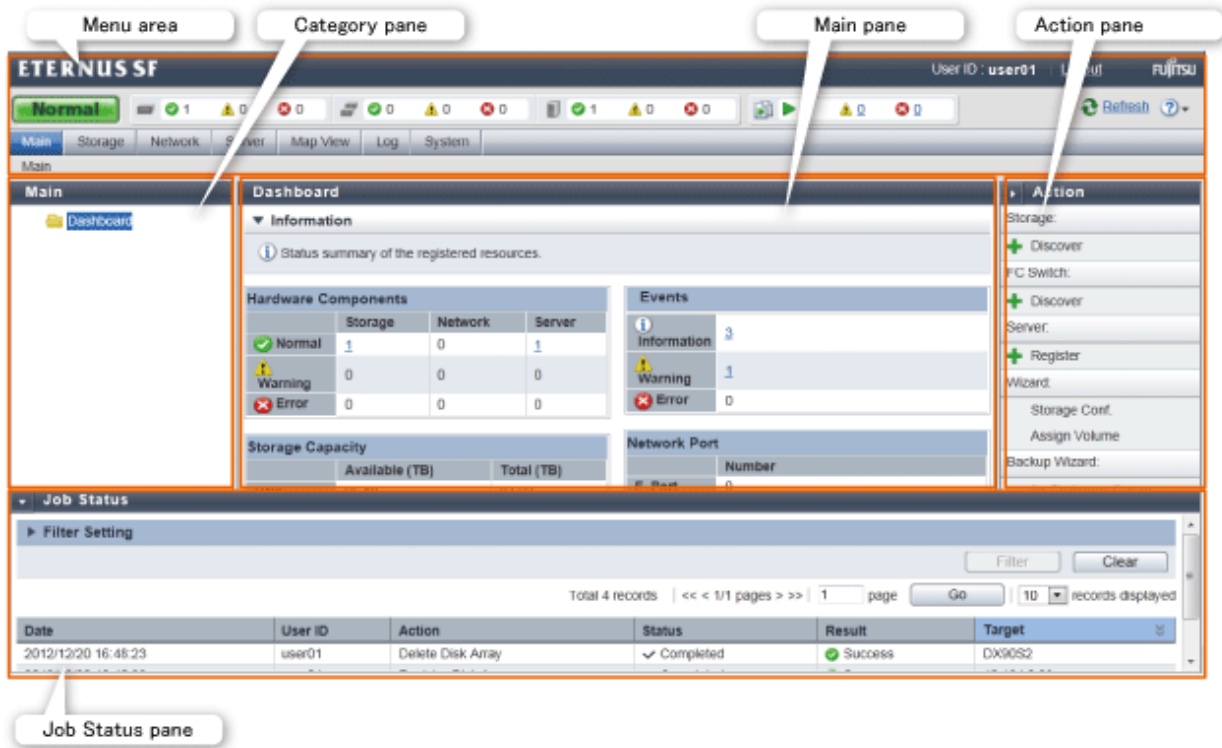 Menu area
Category pane
Main pane
Action pane
ETERNUS SF
User ID : user01
FUJITSU
Normal
1 0 0 0 0 0 1 0 0 0 0
Refresh
Main Storage Network Server Map View Log System
Main
Main
Dashboard
Action
Dashboard
Information
Status summary of the registered resources.
Storage:
Discover
FC Switch:
Discover
Server:
Register
Wizard:
Storage Conf.
Assign Volume
Backup Wizard:
Hardware Components
Storage Network Server
Normal 1 0 1
Warning 0 0 0
Error 0 0 0
Events
Information 3
Warning 1
Error 0
Storage Capacity
Available (TB) Total (TB)
Network Port
Number
Job Status
Filter Setting
Filter Clear
Total 4 records | << < 1/1 pages > >> | 1 page Go | 10 records displayed
Date User ID Action Status Result Target
2012/12/20 16:48:23 user01 Delete Disk Array Completed Success DX90S2
Job Status pane